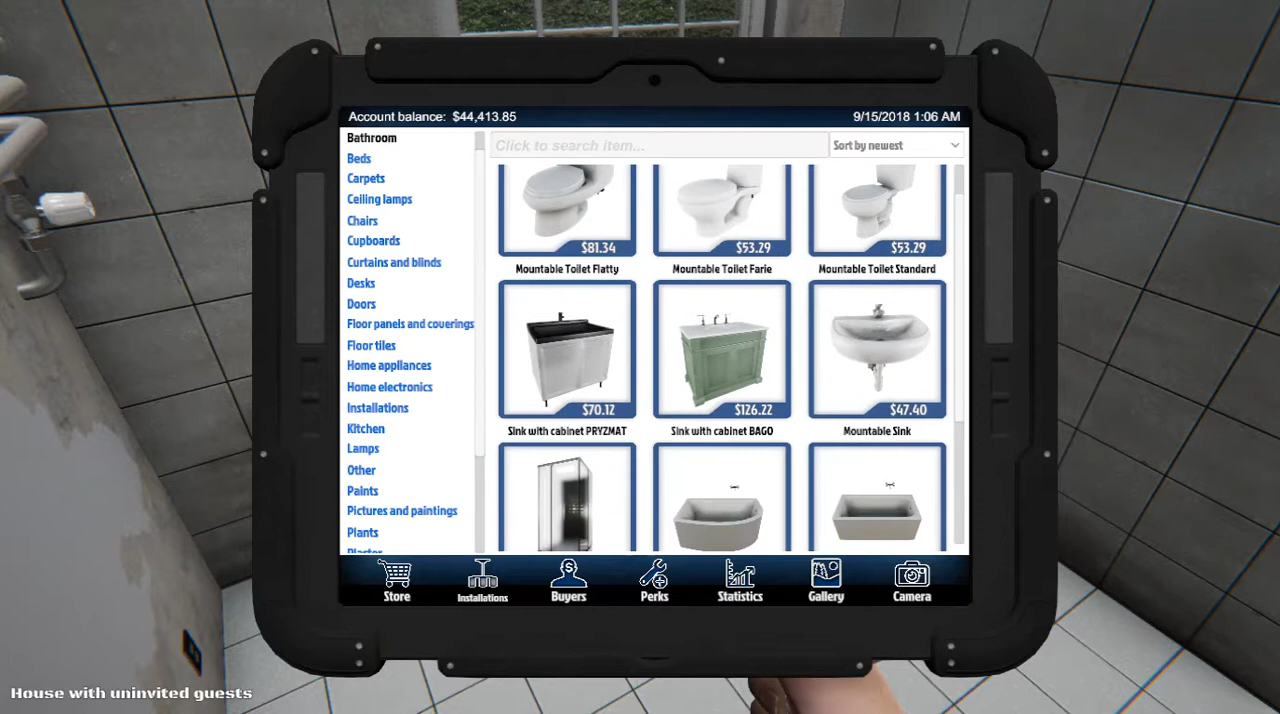 Account balance: $44,413.85
9/15/2018 1:06 AM
Bathroom
Beds
Carpets
Ceiling lamps
Chairs
Cupboards
Curtains and blinds
Desks
Doors
Floor panels and coverings
Floor tiles
Home appliances
Home electronics
Installations
Kitchen
Lamps
Other
Paints
Pictures and paintings
Plants
Plaster
Click to search item...
Sort by newest
$81.34
$53.29
$53.29
Mountable Toilet Flatty
Mountable Toilet Farie
Mountable Toilet Standard
$70.12
$126.22
$47.40
Sink with cabinet PRYZMAT
Sink with cabinet BAGO
Mountable Sink
Store
Installations
Buyers
Perks
Statistics
Gallery
Camera
House with uninvited guests